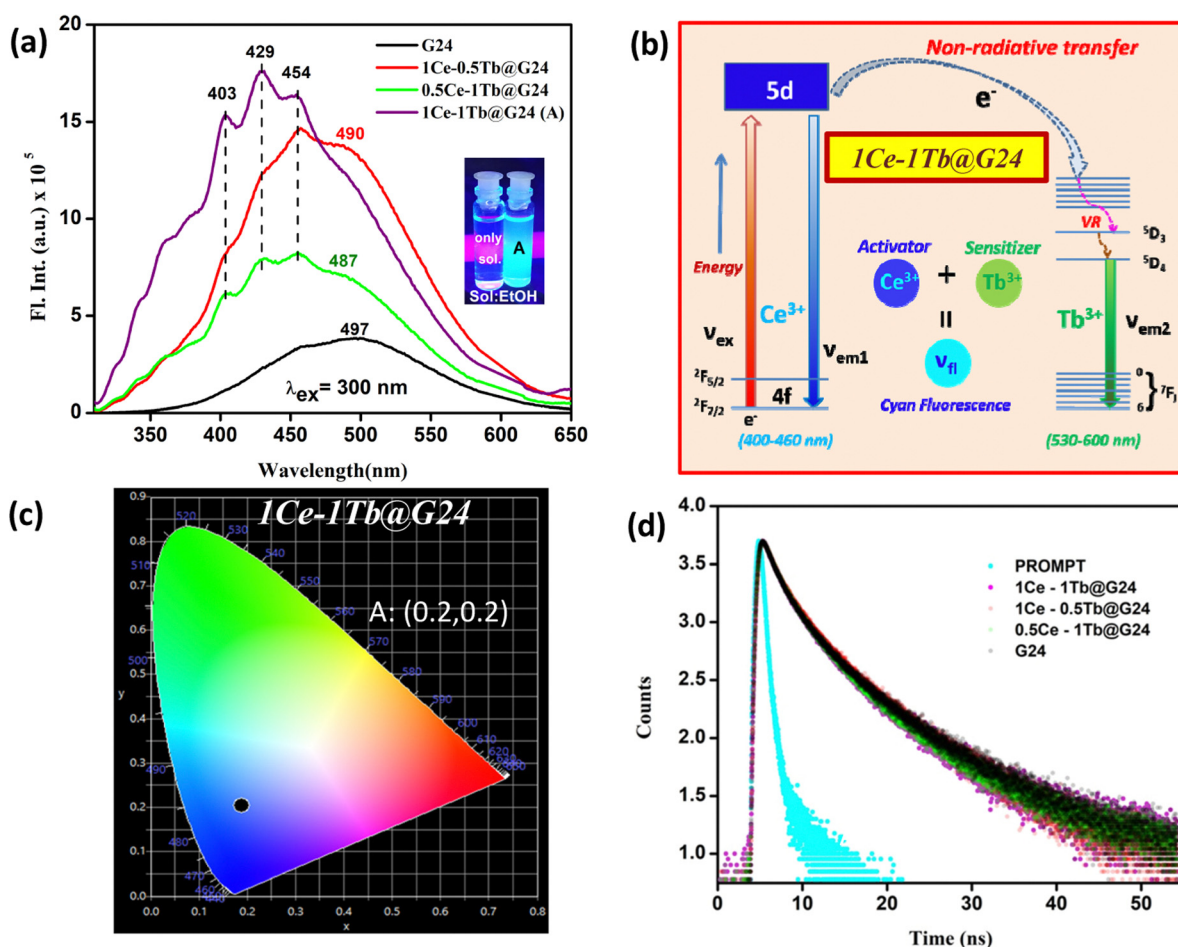 (a)
20
15
10
5
0
Fl. Int. (a.u.) x 10⁵
350 400 450 500 550 600 650
Wavelength(nm)
403
429
454
490
487
497
λex= 300 nm
G24
1Ce-0.5Tb@G24
0.5Ce-1Tb@G24
1Ce-1Tb@G24 (A)
only
sol.
A
Sol:EtOH
(b)
Non-radiative transfer
5d
e⁻
1Ce-1Tb@G24
Energy
νex
Ce³⁺
νem1
²F₅/₂
4f
²F₇/₂
e⁻
(400-460 nm)
Activator
Sensitizer
Ce³⁺ + Tb³⁺
=
νfl
Cyan Fluorescence
VR
⁵D₃
⁵D₄
Tb³⁺
νem2
0
6
} ⁷FJ
(530-600 nm)
(c)
1Ce-1Tb@G24
A: (0.2,0.2)
0.9
0.8
0.7
0.6
0.5
y
0.4
0.3
0.2
0.1
0.0
0.0 0.1 0.2 0.3 0.4 0.5 0.6 0.7 0.8
x
520
530
540
550
560
570
580
590
600
610
620
510
500
490
480
470
460
(d)
4.0
3.5
3.0
2.5
2.0
1.5
1.0
Counts
0 10 20 30 40 50
Time (ns)
PROMPT
1Ce - 1Tb@G24
1Ce - 0.5Tb@G24
0.5Ce - 1Tb@G24
G24